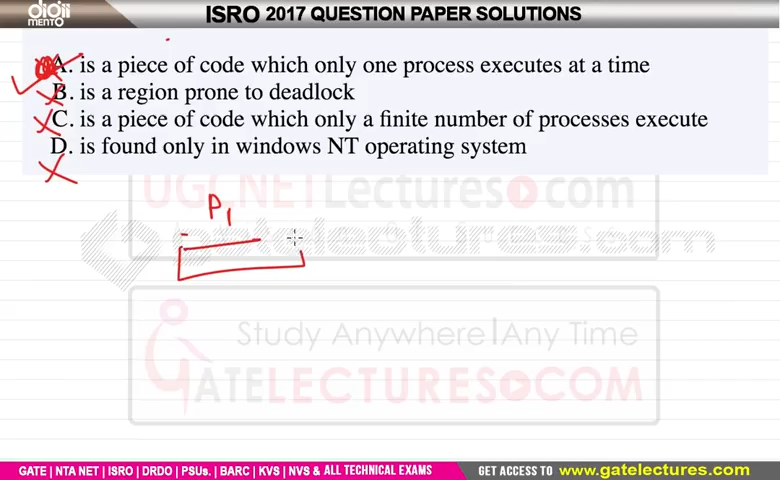 digii
MENTO
ISRO 2017 QUESTION PAPER SOLUTIONS
A. is a piece of code which only one process executes at a time
B. is a region prone to deadlock
C. is a piece of code which only a finite number of processes execute
D. is found only in windows NT operating system
UGCNETLectures.com
P1
gatelectures.com
Study Anywhere|Any Time
GATELECTURES.COM
GATE | NTA NET | ISRO | DRDO | PSUs. | BARC | KVS | NVS & ALL TECHNICAL EXAMS
GET ACCESS TO www.gatelectures.com